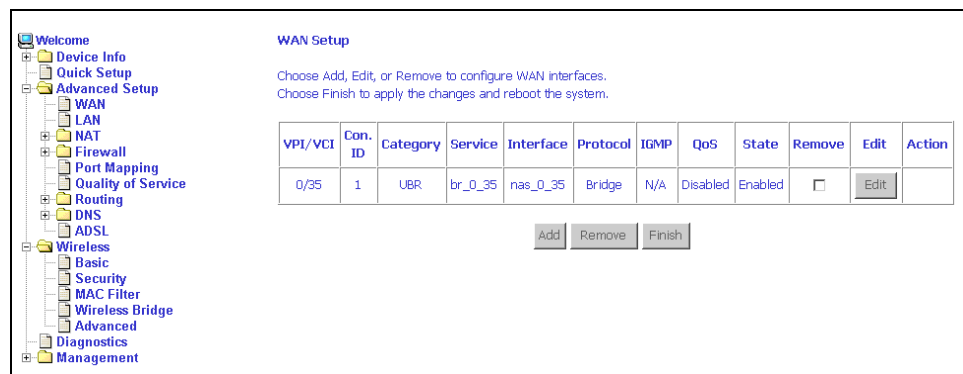 Welcome
Device Info
Quick Setup
Advanced Setup
WAN
LAN
NAT
Firewall
Port Mapping
Quality of Service
Routing
DNS
ADSL
Wireless
Basic
Security
MAC Filter
Wireless Bridge
Advanced
Diagnostics
Management
WAN Setup
Choose Add, Edit, or Remove to configure WAN interfaces.
Choose Finish to apply the changes and reboot the system.
VPI/VCI Con. ID Category Service Interface Protocol IGMP QoS State Remove Edit Action
0/35 1 UBR br_0_35 nas_0_35 Bridge N/A Disabled Enabled Edit
Add Remove Finish